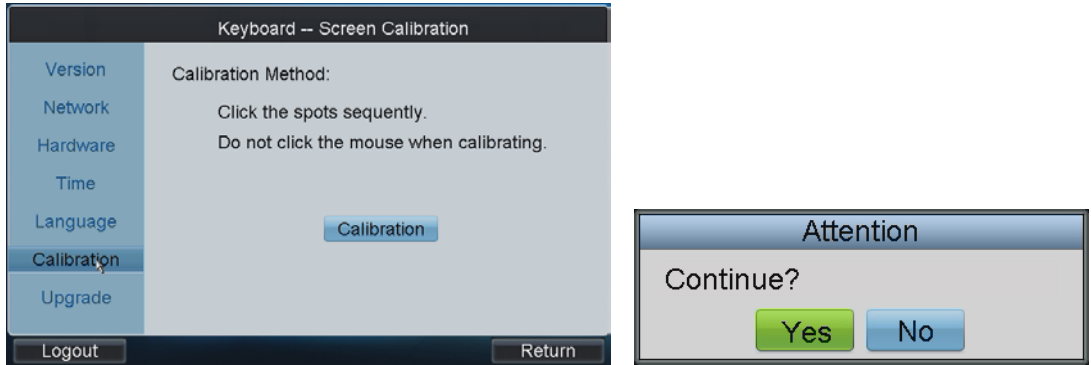 Keyboard -- Screen Calibration
Version
Network
Hardware
Time
Language
Calibration
Upgrade
Calibration Method:
Click the spots sequently.
Do not click the mouse when calibrating.
Calibration
Logout
Return
Attention
Continue?
Yes No